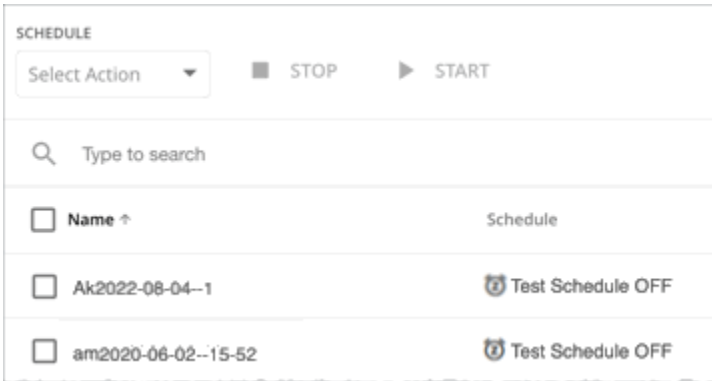 SCHEDULE
Select Action STOP START
Type to search
Name ↑ Schedule
Ak2022-08-04--1 Test Schedule OFF
am2020-06-02--15-52 Test Schedule OFF